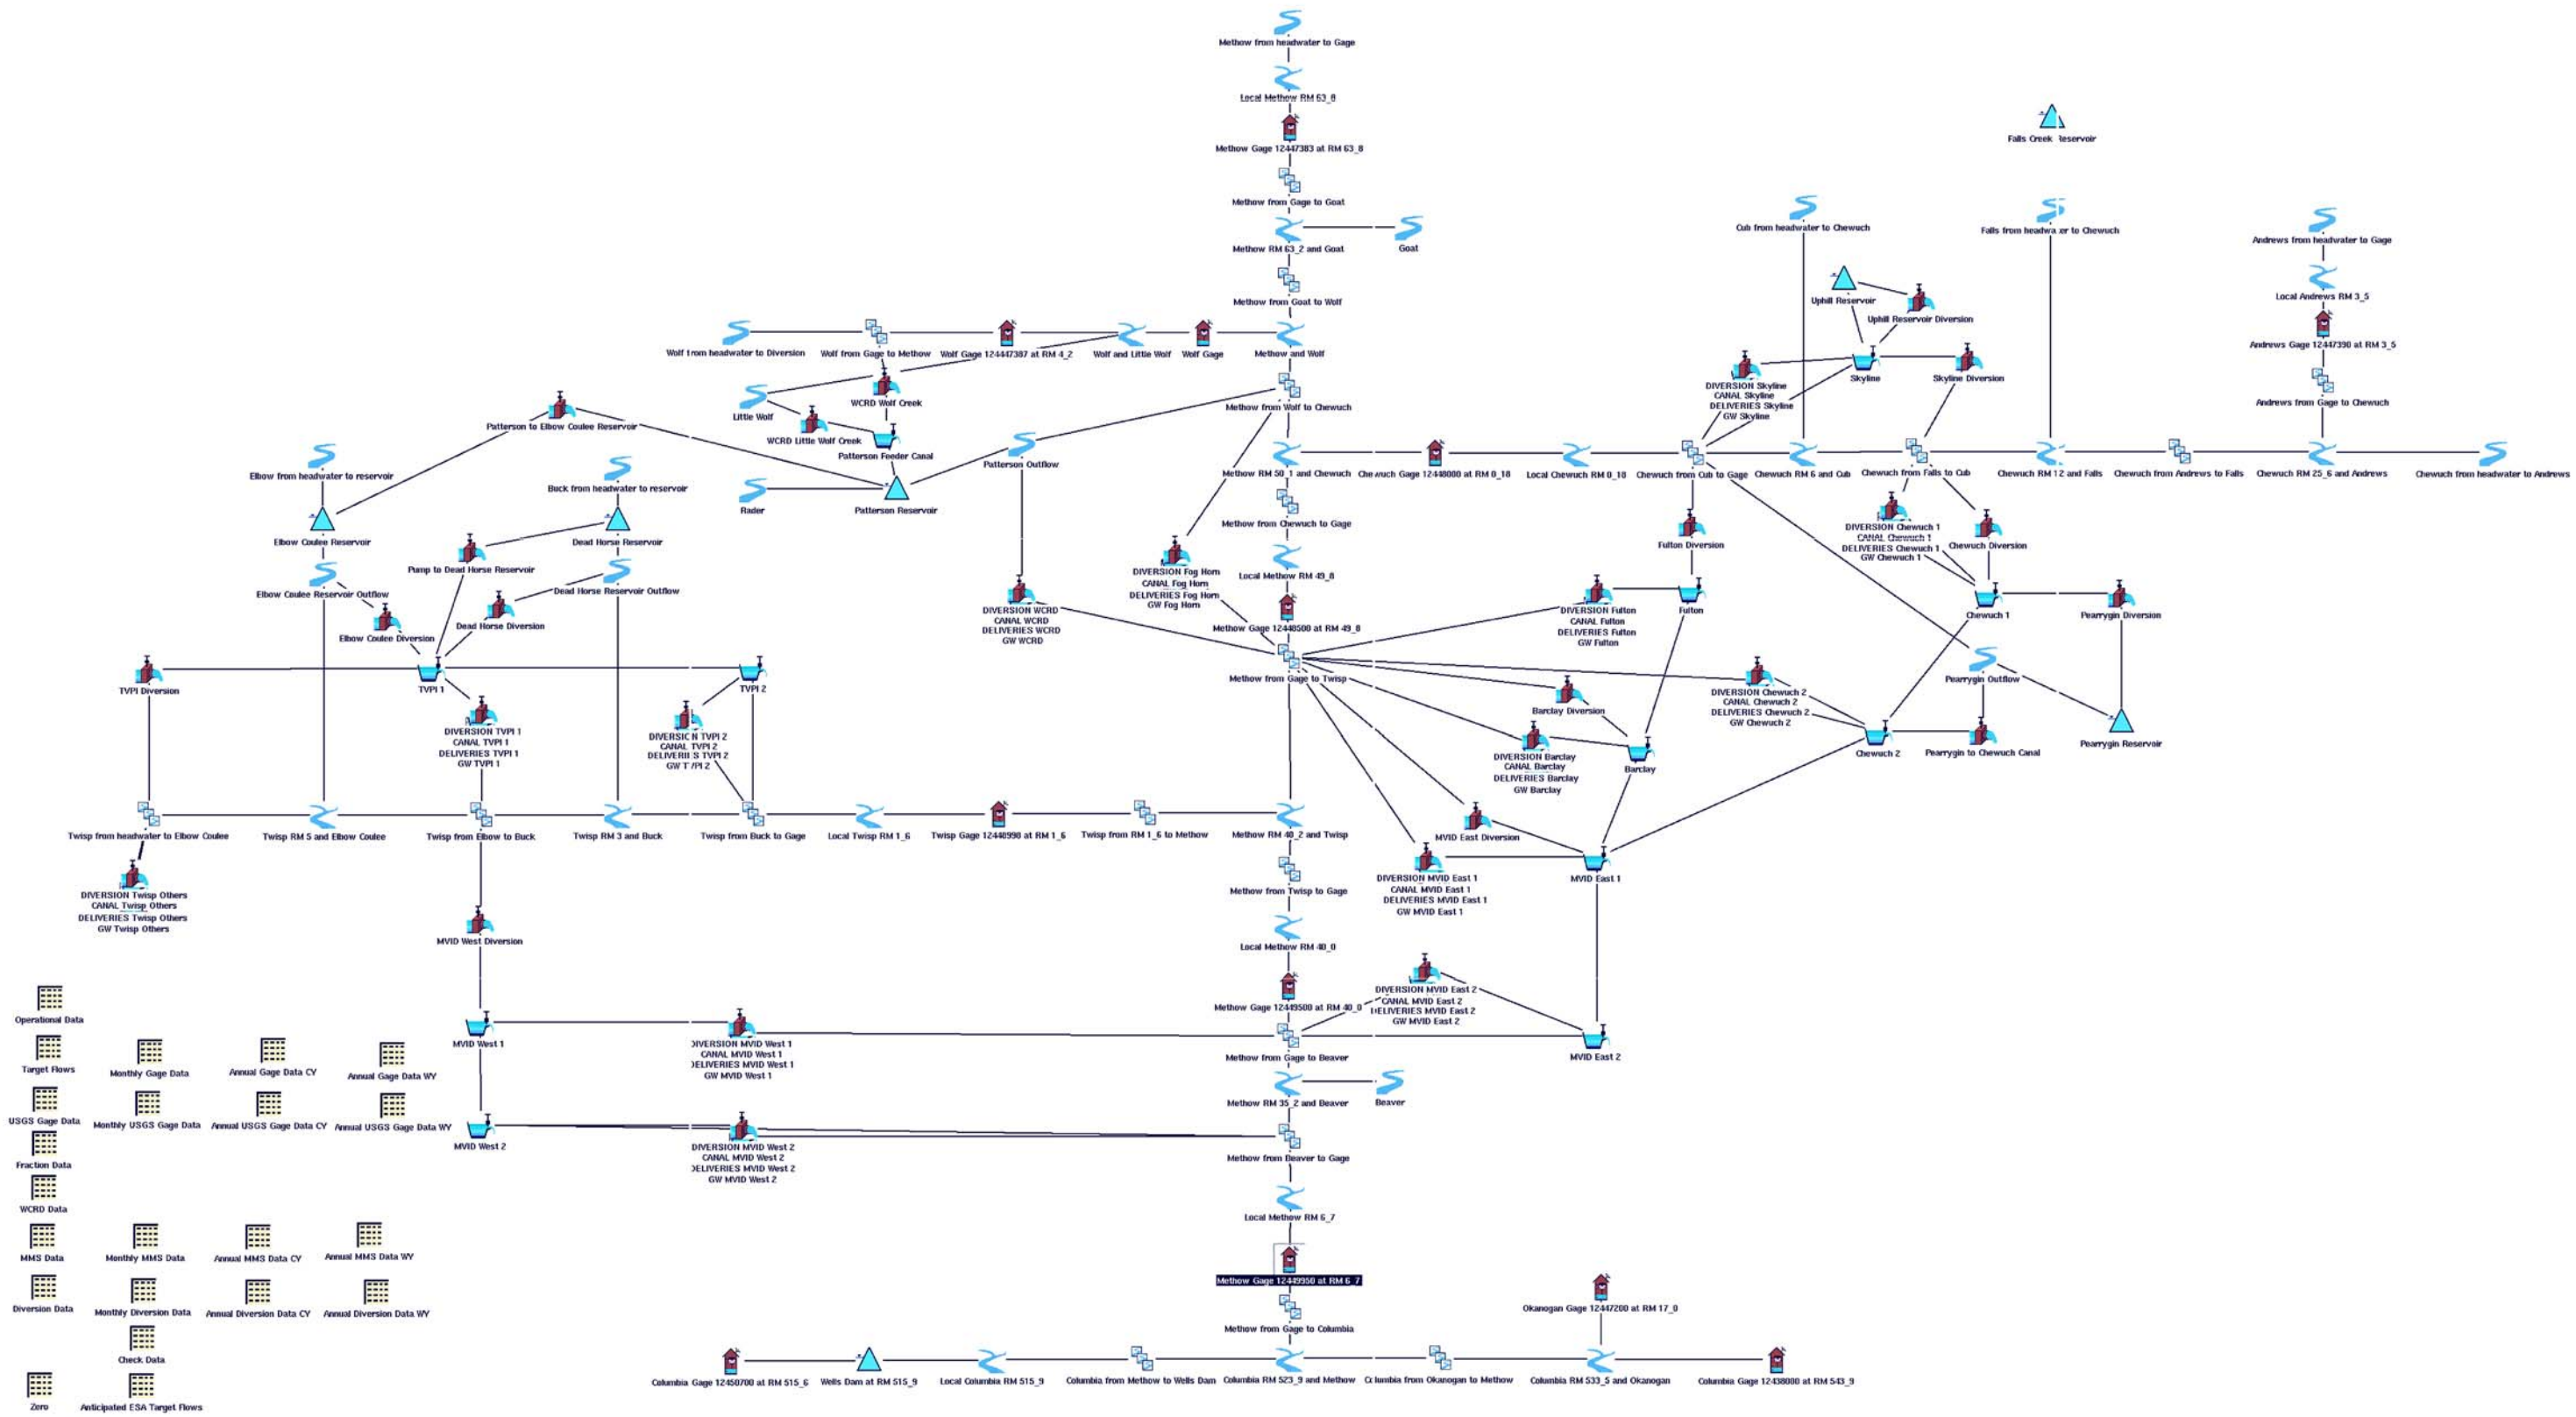 Methow from headwater to Gage
Local Methow RM 63_8
Falls Creek Reservoir
Methow Gage 12447383 at RM 63_8
Methow from Gage to Goat
Cub from headwater to Chewuch
Falls from headwater to Chewuch
Andrews from headwater to Gage
Methow RM 63_2 and Goat
Goat
Methow from Goat to Wolf
Uphill Reservoir
Uphill Reservoir Diversion
Local Andrews RM 3_5
Andrews Gage 12447390 at RM 3_5
Wolf from headwater to Diversion
Wolf from Gage to Methow
Wolf Gage 124447387 at RM 4_2
Wolf and Little Wolf
Wolf Gage
Methow and Wolf
Skyline
Skyline Diversion
DIVERSION Skyline
CANAL Skyline
DELIVERIES Skyline
GW Skyline
Andrews from Gage to Chewuch
Little Wolf
WCRD Wolf Creek
Methow from Wolf to Chewuch
Patterson to Elbow Coulee Reservoir
WCRD Little Wolf Creek
Patterson Feeder Canal
Patterson Outflow
Elbow from headwater to reservoir
Buck from headwater to reservoir
Rader
Patterson Reservoir
Methow RM 50_1 and Chewuch
Chewuch Gage 12448000 at RM 0_18
Local Chewuch RM 0_18
Chewuch from Cub to Gage
Chewuch RM 6 and Cub
Chewuch from Falls to Cub
Chewuch RM 12 and Falls
Chewuch from Andrews to Falls
Chewuch RM 25_6 and Andrews
Chewuch from headwater to Andrews
Methow from Chewuch to Gage
Elbow Coulee Reservoir
Dead Horse Reservoir
Fulton Diversion
DIVERSION Chewuch 1
CANAL Chewuch 1
DELIVERIES Chewuch 1
GW Chewuch 1
Chewuch Diversion
Pump to Dead Horse Reservoir
DIVERSION Fog Horn
CANAL Fog Horn
DELIVERIES Fog Horn
GW Fog Horn
Local Methow RM 49_8
Elbow Coulee Reservoir Outflow
Dead Horse Reservoir Outflow
DIVERSION WCRD
CANAL WCRD
DELIVERIES WCRD
GW WCRD
DIVERSION Fulton
CANAL Fulton
DELIVERIES Fulton
GW Fulton
Fulton
Chewuch 1
Pearrygin Diversion
Elbow Coulee Diversion
Dead Horse Diversion
Methow Gage 12448500 at RM 49_8
Methow from Gage to Twisp
TVPI Diversion
TVPI 1
TVPI 2
Pearrygin Outflow
Barclay Diversion
DIVERSION Chewuch 2
CANAL Chewuch 2
DELIVERIES Chewuch 2
GW Chewuch 2
DIVERSION TVPI 1
CANAL TVPI 1
DELIVERIES TVPI 1
GW TVPI 1
DIVERSION TVPI 2
CANAL TVPI 2
DELIVERIES TVPI 2
GW TVPI 2
DIVERSION Barclay
CANAL Barclay
DELIVERIES Barclay
GW Barclay
Barclay
Chewuch 2
Pearrygin to Chewuch Canal
Pearrygin Reservoir
Twisp from headwater to Elbow Coulee
Twisp RM 5 and Elbow Coulee
Twisp from Elbow to Buck
Twisp RM 3 and Buck
Twisp from Buck to Gage
Local Twisp RM 1_6
Twisp Gage 12448998 at RM 1_6
Twisp from RM 1_6 to Methow
Methow RM 40_2 and Twisp
MVID East Diversion
DIVERSION Twisp Others
CANAL Twisp Others
DELIVERIES Twisp Others
GW Twisp Others
Methow from Twisp to Gage
DIVERSION MVID East 1
CANAL MVID East 1
DELIVERIES MVID East 1
GW MVID East 1
MVID East 1
MVID West Diversion
Local Methow RM 40_0
Methow Gage 12449500 at RM 40_0
DIVERSION MVID East 2
CANAL MVID East 2
DELIVERIES MVID East 2
GW MVID East 2
Operational Data
MVID West 1
DIVERSION MVID West 1
CANAL MVID West 1
DELIVERIES MVID West 1
GW MVID West 1
Methow from Gage to Beaver
MVID East 2
Target Flows
Monthly Gage Data
Annual Gage Data CY
Annual Gage Data WY
Methow RM 35_2 and Beaver
Beaver
USGS Gage Data
Monthly USGS Gage Data
Annual USGS Gage Data CY
Annual USGS Gage Data WY
MVID West 2
DIVERSION MVID West 2
CANAL MVID West 2
DELIVERIES MVID West 2
GW MVID West 2
Methow from Beaver to Gage
Fraction Data
WCRD Data
Local Methow RM 6_7
MMS Data
Monthly MMS Data
Annual MMS Data CY
Annual MMS Data WY
Methow Gage 12449950 at RM 6_7
Diversion Data
Monthly Diversion Data
Annual Diversion Data CY
Annual Diversion Data WY
Okanogan Gage 12447200 at RM 17_0
Methow from Gage to Columbia
Check Data
Columbia Gage 12450700 at RM 515_6
Wells Dam at RM 515_9
Local Columbia RM 515_9
Columbia from Methow to Wells Dam
Columbia RM 523_9 and Methow
Columbia from Okanogan to Methow
Columbia RM 533_5 and Okanogan
Columbia Gage 12438000 at RM 543_9
Zero
Anticipated ESA Target Flows